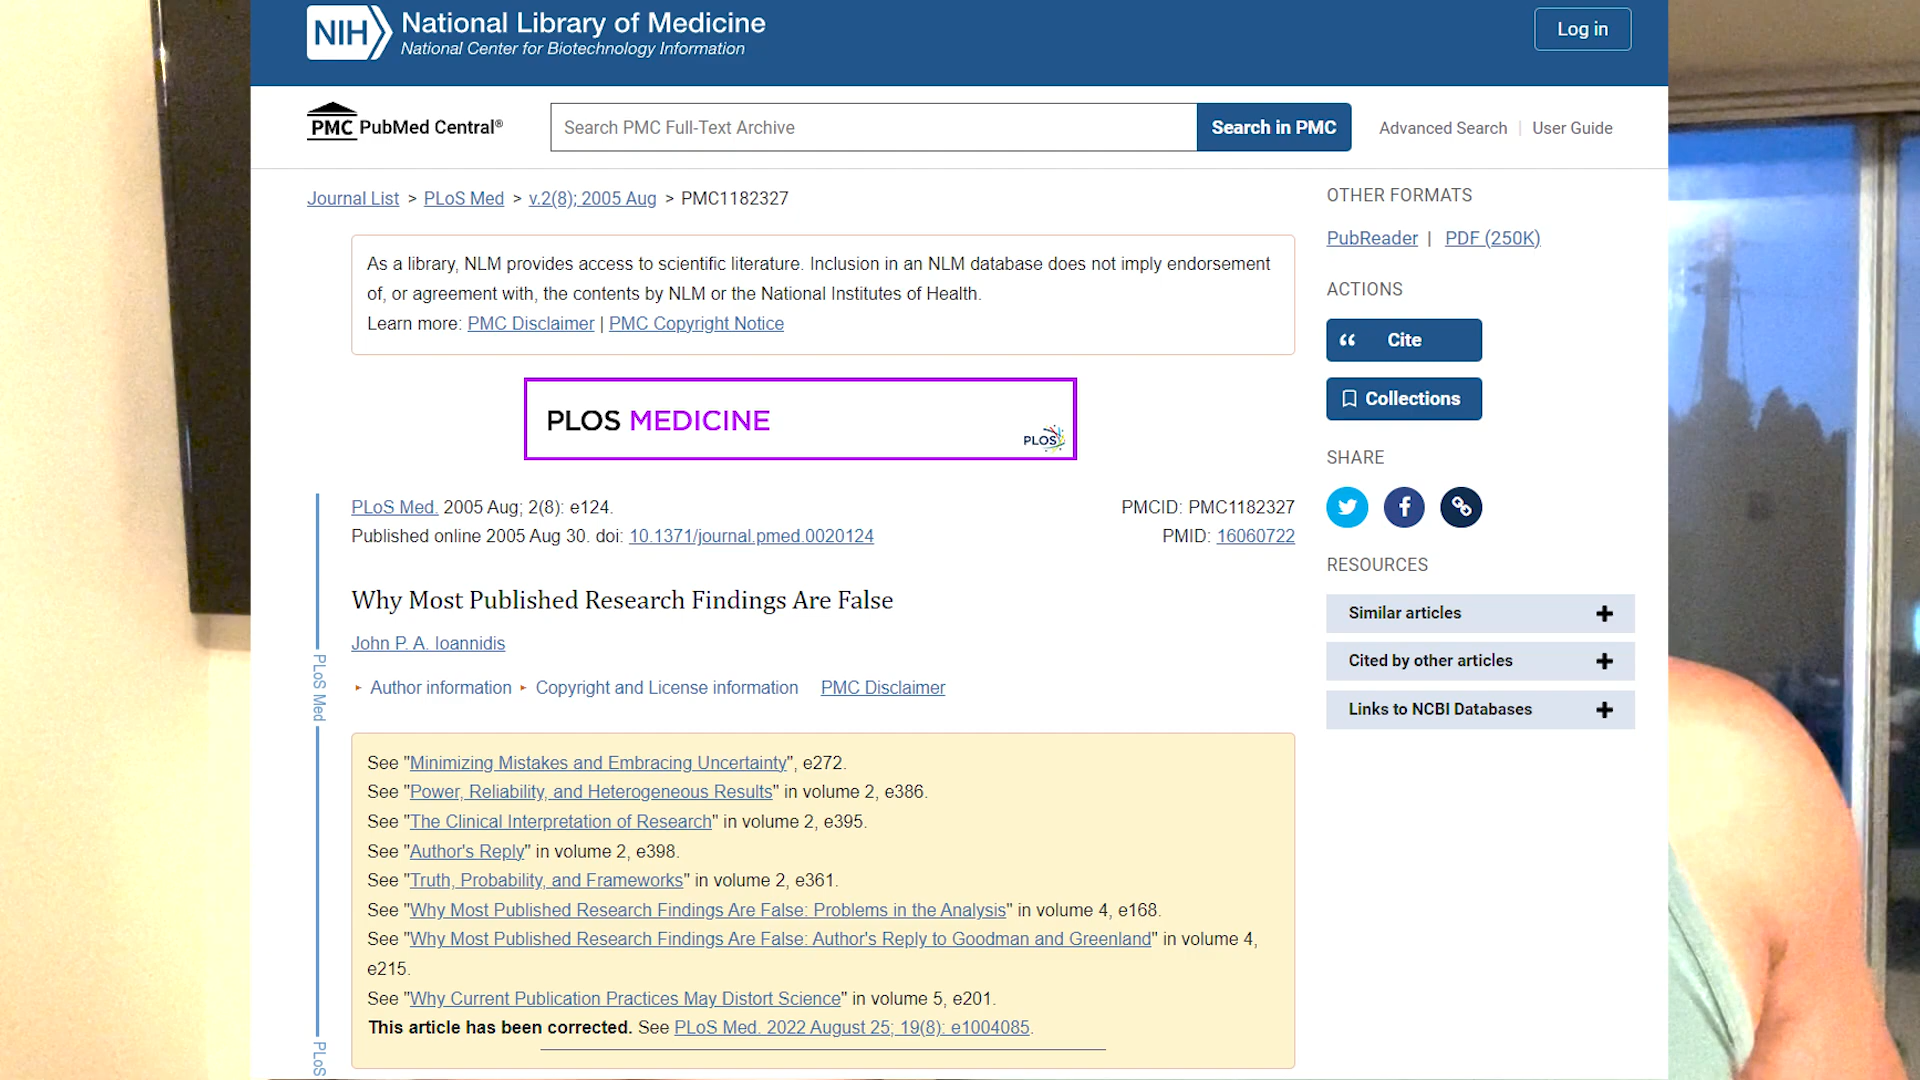 NIH National Library of Medicine
National Center for Biotechnology Information
Log in
PMC PubMed Central®
Search PMC Full-Text Archive
Search in PMC
Advanced Search
User Guide
Journal List > PLoS Med > v.2(8); 2005 Aug > PMC1182327
As a library, NLM provides access to scientific literature. Inclusion in an NLM database does not imply endorsement
of, or agreement with, the contents by NLM or the National Institutes of Health.
Learn more: PMC Disclaimer | PMC Copyright Notice
PLOS MEDICINE
PLOS
PLoS Med. 2005 Aug; 2(8): e124.
Published online 2005 Aug 30. doi: 10.1371/journal.pmed.0020124
PMCID: PMC1182327
PMID: 16060722
Why Most Published Research Findings Are False
John P. A. Ioannidis
Author information
Copyright and License information
PMC Disclaimer
See "Minimizing Mistakes and Embracing Uncertainty", e272.
See "Power, Reliability, and Heterogeneous Results" in volume 2, e386.
See "The Clinical Interpretation of Research" in volume 2, e395.
See "Author's Reply" in volume 2, e398.
See "Truth, Probability, and Frameworks" in volume 2, e361.
See "Why Most Published Research Findings Are False: Problems in the Analysis" in volume 4, e168.
See "Why Most Published Research Findings Are False: Author's Reply to Goodman and Greenland" in volume 4,
e215.
See "Why Current Publication Practices May Distort Science" in volume 5, e201.
This article has been corrected. See PLoS Med. 2022 August 25; 19(8): e1004085.
PLoS Med
PLoS
OTHER FORMATS
PubReader | PDF (250K)
ACTIONS
Cite
Collections
SHARE
RESOURCES
Similar articles
Cited by other articles
Links to NCBI Databases